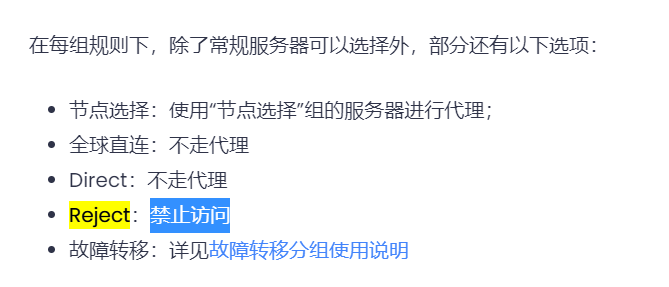 在每组规则下，除了常规服务器可以选择外，部分还有以下选项：
• 节点选择：使用“节点选择”组的服务器进行代理；
• 全球直连：不走代理
• Direct：不走代理
• Reject：禁止访问
• 故障转移：详见故障转移分组使用说明